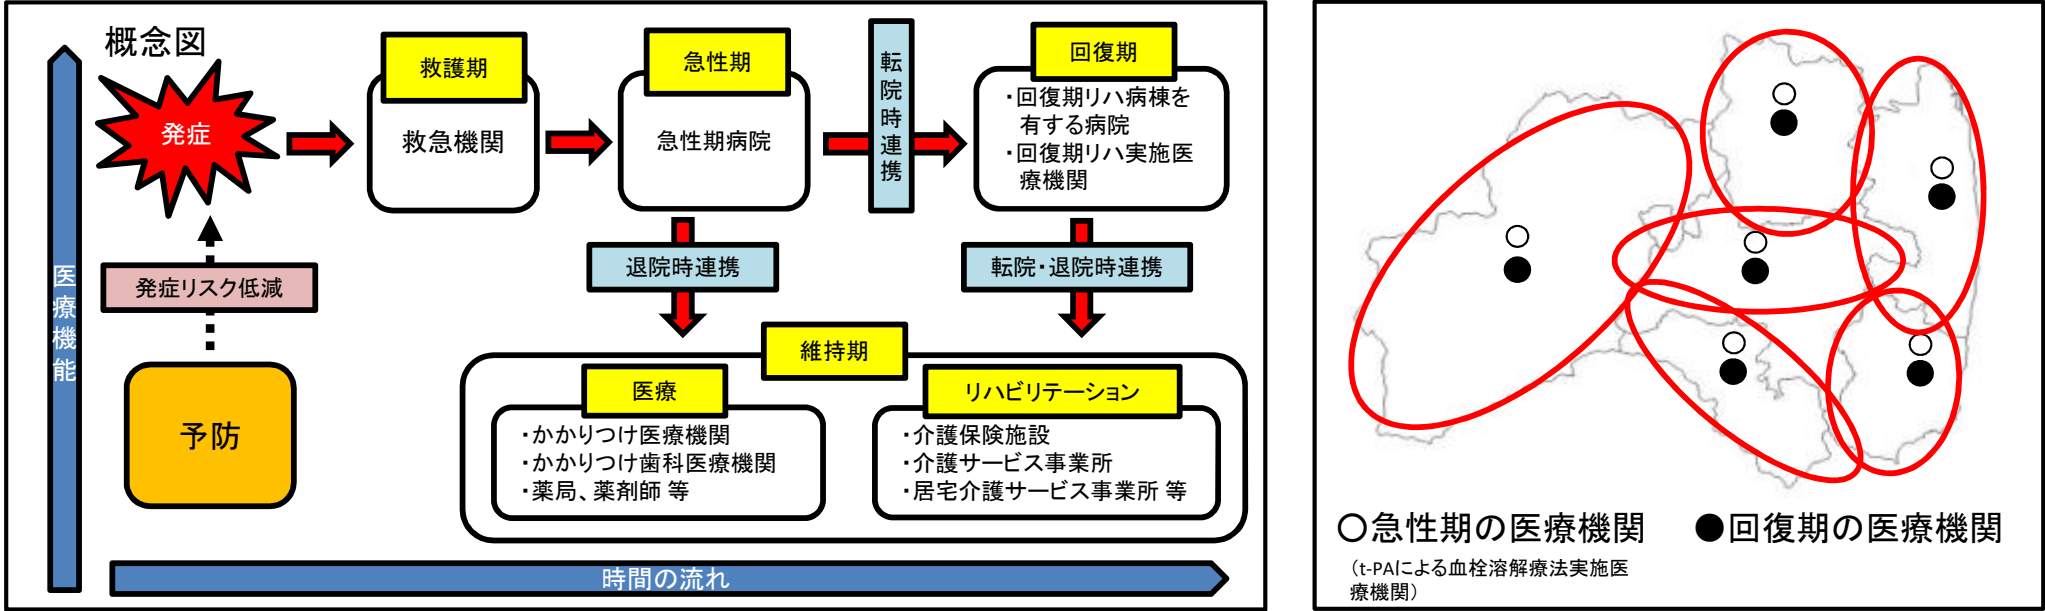 概念図
医療機能
発症
発症リスク低減
予防
救護期
救急機関
急性期
急性期病院
転院時連携
回復期
・回復期リハ病棟を
有する病院
・回復期リハ実施医
療機関
退院時連携
転院・退院時連携
維持期
医療
・かかりつけ医療機関
・かかりつけ歯科医療機関
・薬局、薬剤師 等
リハビリテーション
・介護保険施設
・介護サービス事業所
・居宅介護サービス事業所 等
時間の流れ
○急性期の医療機関
(t-PAによる血栓溶解療法実施医
療機関)
●回復期の医療機関